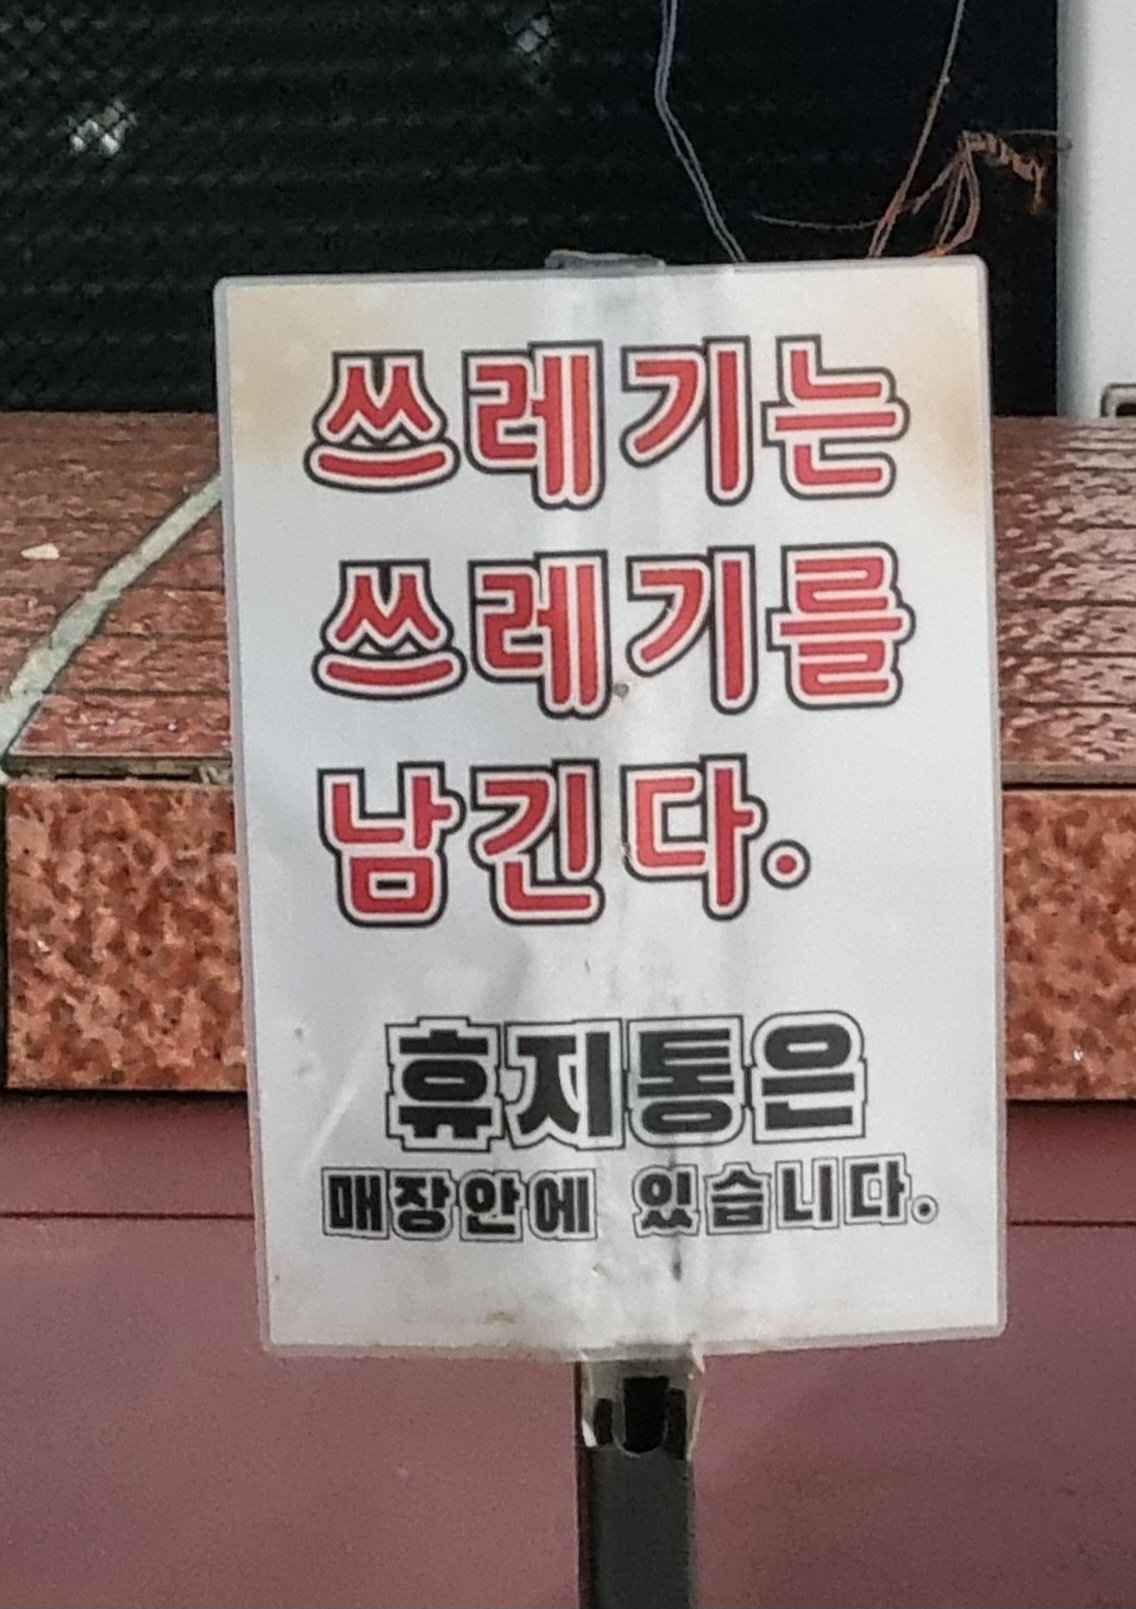 쓰레기는
쓰레기를
남긴다.
휴지통은
매장안에 있습니다.